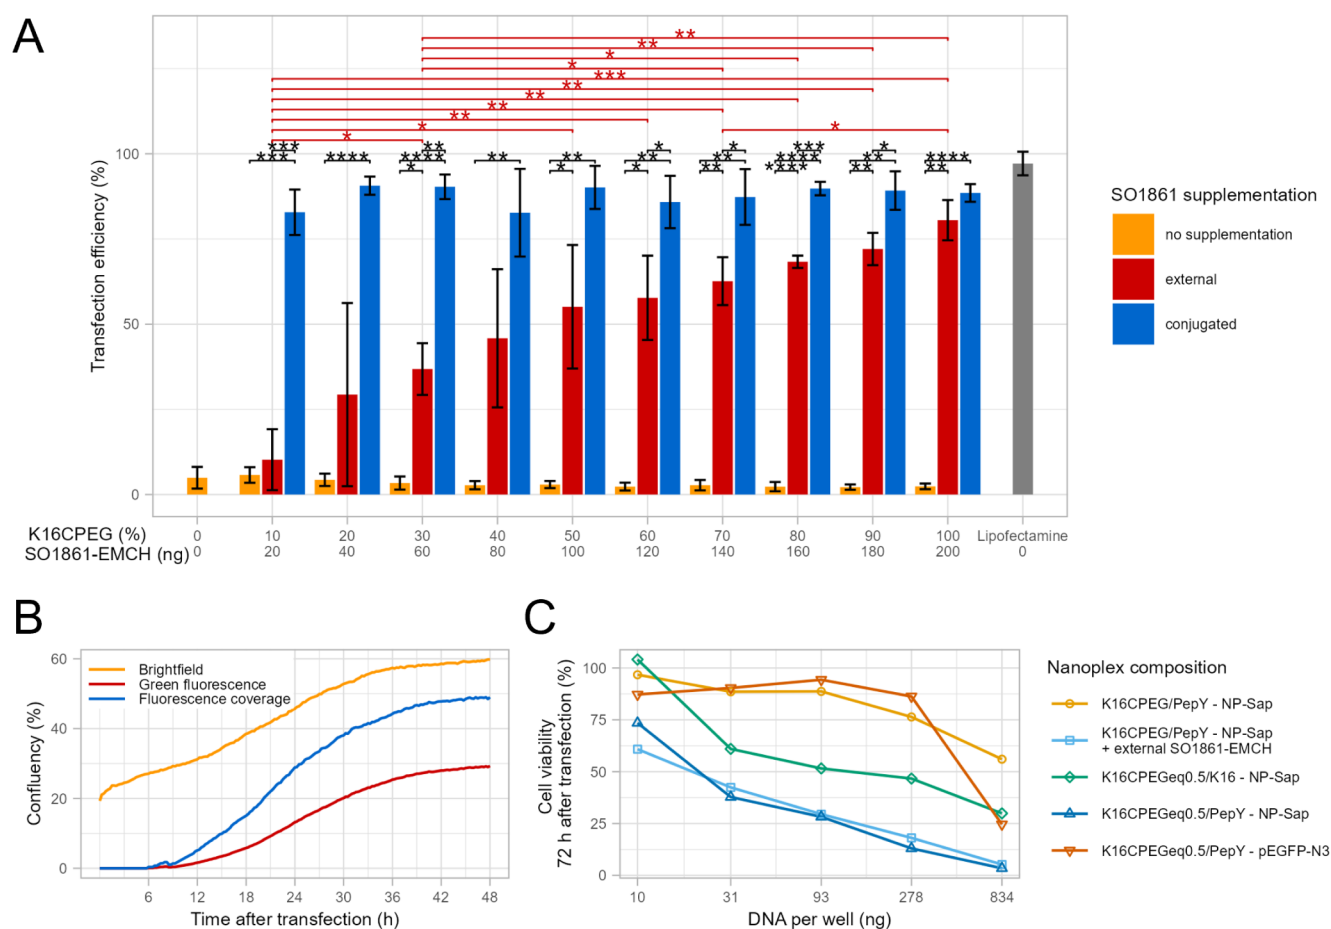 A
** 
**
*
*
***
**
**
**
**
*
*
*
*** ** * *** *
*** **** **** ** ** ** ** **** ** ****
* * * ** **** ** **
100
50
0
Transfection efficiency (%)
SO1861 supplementation
no supplementation
external
conjugated
K16CPEG (%) 0 10 20 30 40 50 60 70 80 90 100 Lipofectamine
SO1861-EMCH (ng) 0 20 40 60 80 100 120 140 160 180 200 0
B
60
40
20
0
Confluency (%)
Brightfield
Green fluorescence
Fluorescence coverage
6 12 18 24 30 36 42 48
Time after transfection (h)
C
100
75
50
25
0
Cell viability
72 h after transfection (%)
10 31 93 278 834
DNA per well (ng)
Nanoplex composition
K16CPEG/PepY - NP-Sap
K16CPEG/PepY - NP-Sap
+ external SO1861-EMCH
K16CPEGeq0.5/K16 - NP-Sap
K16CPEGeq0.5/PepY - NP-Sap
K16CPEGeq0.5/PepY - pEGFP-N3